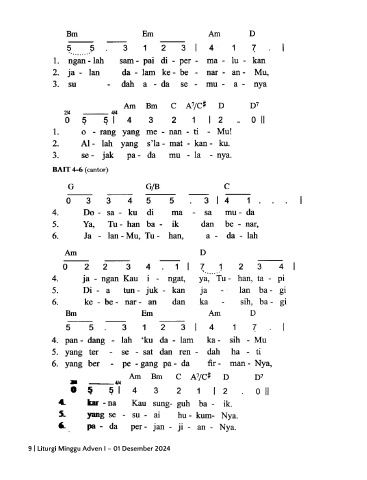 Bm Em Am D
5 5 . 3 1 2 3 | 4 1 7 . |
1. ngan - lah sam - pai di - per - ma - lu - kan
2. ja - lan da - lam ke - be - nar - an - Mu,
3. su - dah a - da se - mu - a - nya
Am Bm C A7/C♯ D D7
2/4 4/4
0 5 5 | 4 3 2 1 | 2 . 0 ||
1. o - rang yang me - nan - ti - Mu!
2. Al - lah yang s'la - mat - kan - ku.
3. se - jak pa - da mu - la - nya.
BAIT 4-6 (cantor)
G G/B C
0 3 3 4 5 5 . 3 | 4 1 . . . |
4. Do - sa - ku di ma - sa mu - da
5. Ya, Tu - han ba - ik dan be - nar,
6. Ja - lan - Mu, Tu - han, a - da - lah
Am D
0 2 2 3 4 . 1 | 7 1 2 3 4 |
4. ja - ngan Kau i - ngat, ya, Tu - han, ta - pi
5. Di - a tun - juk - kan ja - lan ba - gi
6. ke - be - nar - an dan ka - sih, ba - gi
Bm Em Am D
5 5 . 3 1 2 3 | 4 1 7 . |
4. pan - dang - lah 'ku da - lam ka - sih - Mu
5. yang ter - se - sat dan ren - dah ha - ti
6. yang ber - pe - gang pa - da fir - man - Nya,
Am Bm C A7/C♯ D D7
2/4 4/4
0 5 5 | 4 3 2 1 | 2 . 0 ||
4. kar - na Kau sung- guh ba - ik.
5. yang se - su - ai hu - kum- Nya.
6. pa - da per - jan - ji - an - Nya.
9 | Liturgi Minggu Adven I – 01 Desember 2024